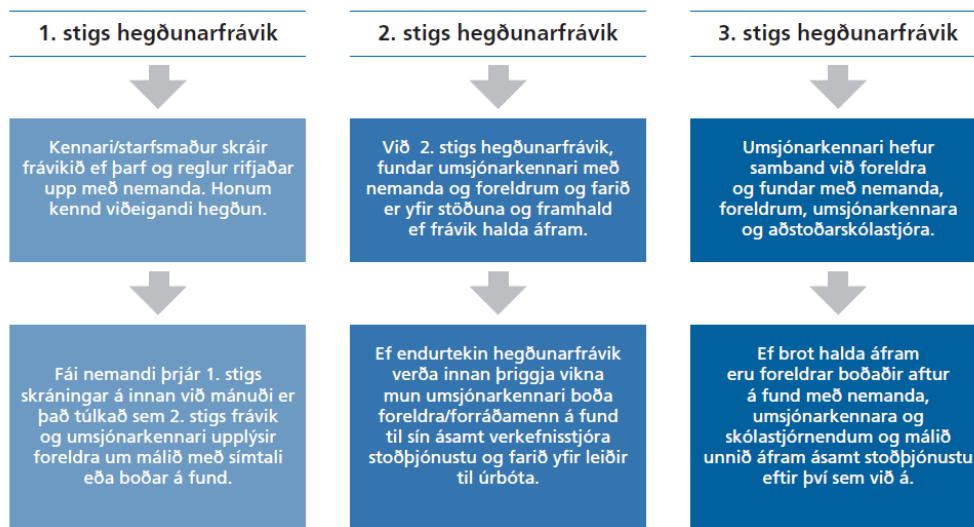 1. stigs hegðunarfrávik
Kennari/starfsmaður skráir
frávikið ef þarf og reglur rifjaðar
upp með nemanda. Honum
kennd viðeigandi hegðun.
Fái nemandi þrjár 1. stigs
skráningar á innan við mánuði er
það túlkað sem 2. stigs frávik
og umsjónarkennari upplýsir
foreldra um málið með símtali
eða boðar á fund.
2. stigs hegðunarfrávik
Við 2. stigs hegðunarfrávik,
fundar umsjónarkennari með
nemanda og foreldrum og farið
er yfir stöðuna og framhald
ef frávik halda áfram.
Ef endurtekin hegðunarfrávik
verða innan þriggja vikna
mun umsjónarkennari boða
foreldra/forráðamenn á fund
til sín ásamt verkefnisstjóra
stoðþjónustu og farið yfir leiðir
til úrbóta.
3. stigs hegðunarfrávik
Umsjónarkennari hefur
samband við foreldra
og fundar með nemanda,
foreldrum, umsjónarkennara
og aðstoðarskólastjóra.
Ef brot halda áfram
eru foreldrar boðaðir aftur
á fund með nemanda,
umsjónarkennara og
skólastjórnendum og málið
unnið áfram ásamt stoðþjónustu
eftir því sem við á.